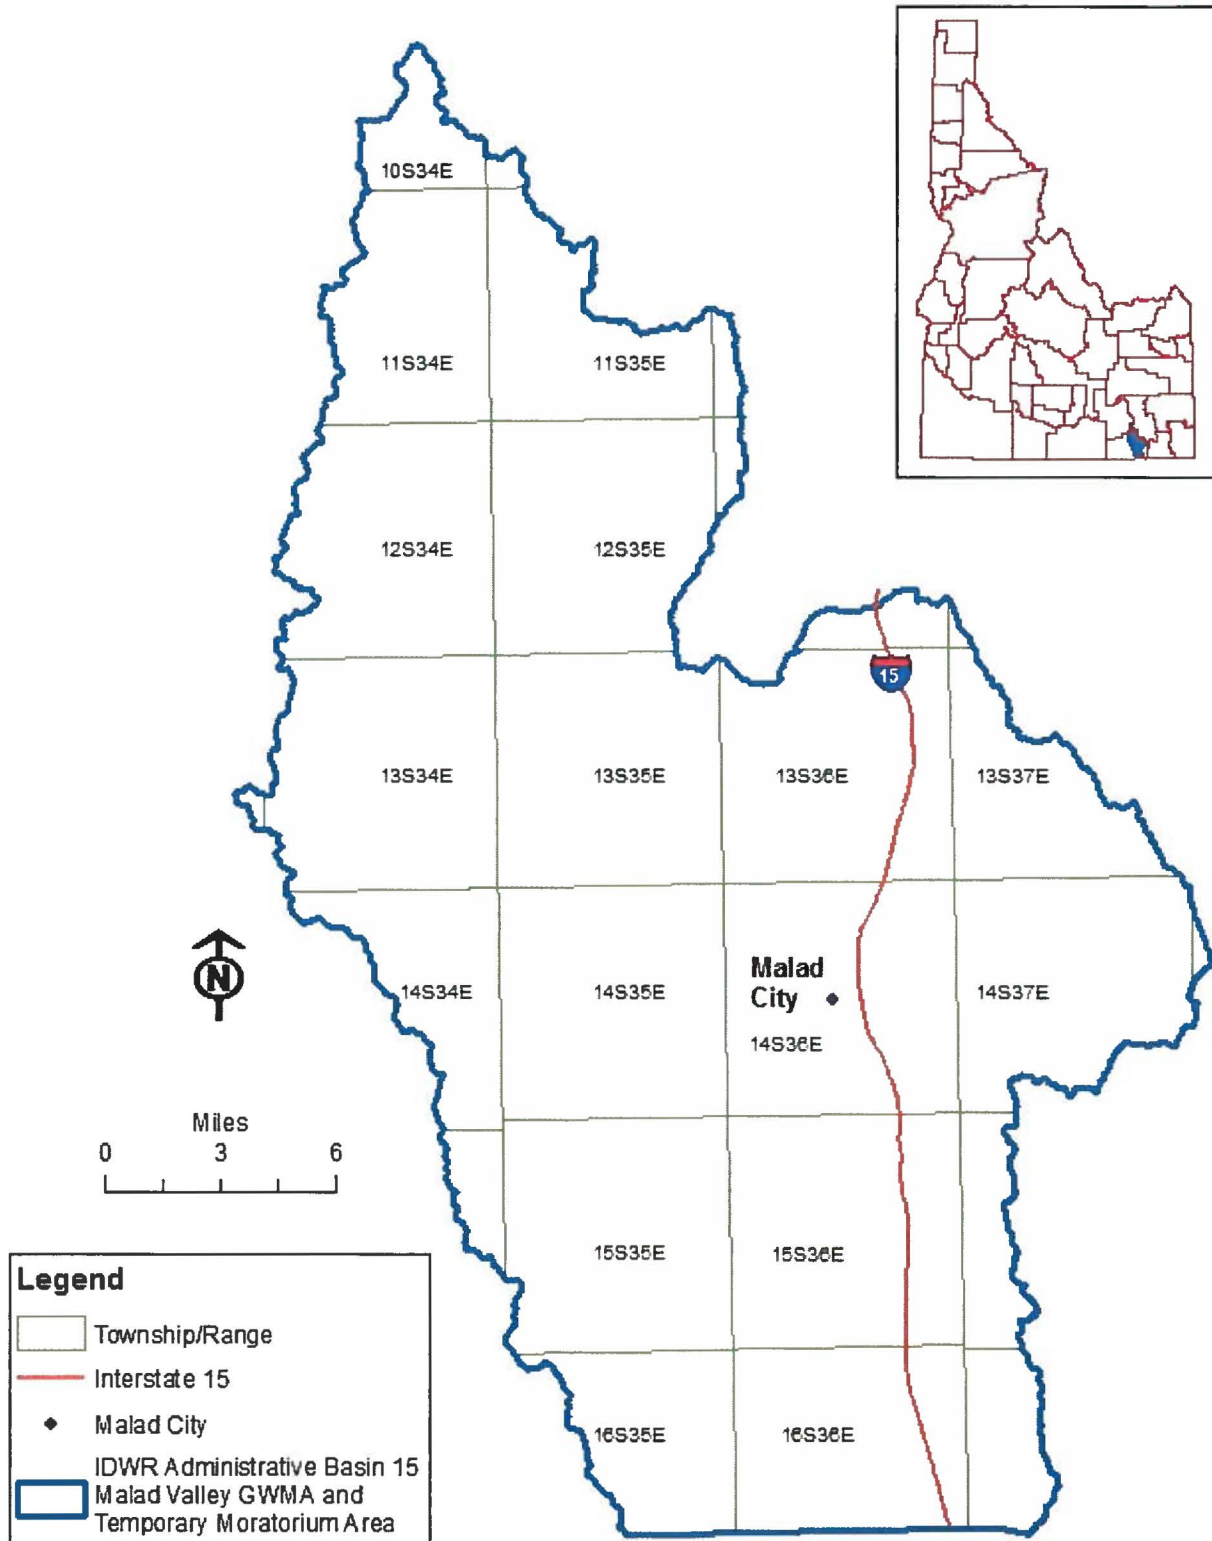 10S34E
11S34E
11S35E
12S34E
12S35E
15
13S34E
13S35E
13S36E
13S37E
N
14S34E
14S35E
Malad
City
14S36E
14S37E
Miles
0 3 6
15S35E
15S36E
16S35E
16S36E
Legend
Township/Range
Interstate 15
Malad City
IDWR Administrative Basin 15
Malad Valley GWMA and
Temporary Moratorium Area